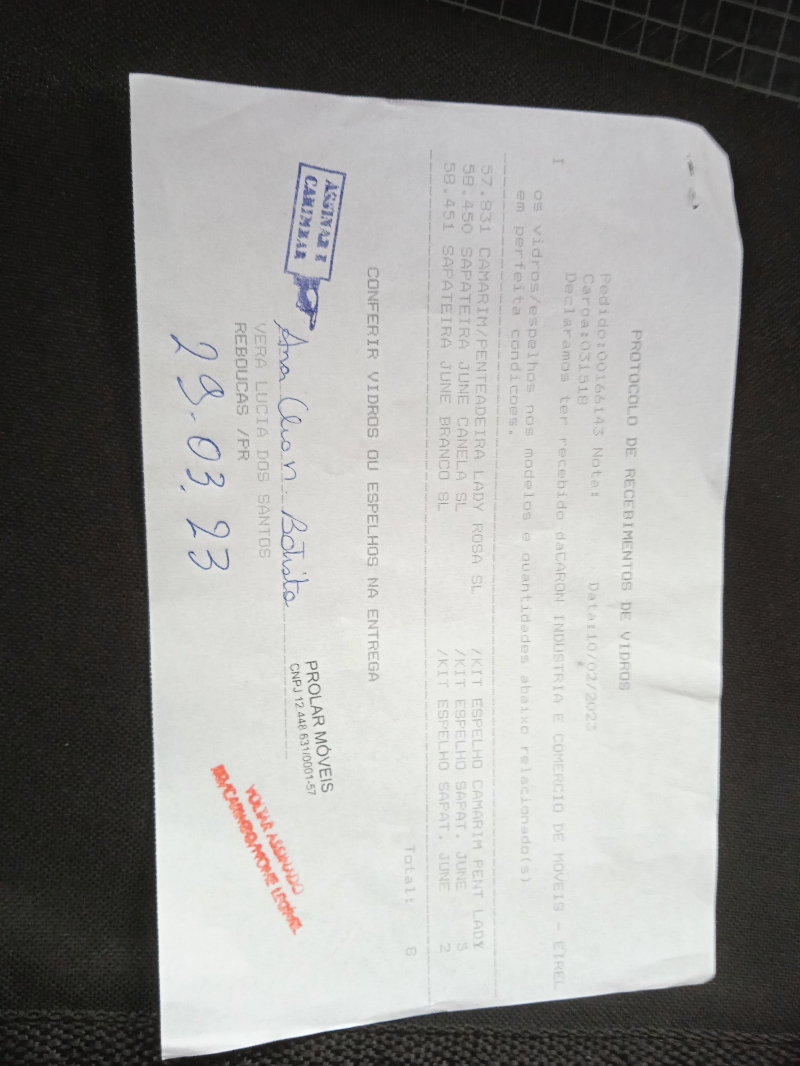 PROTOCOLO DE RECEBIMENTOS DE VIDROS
Pedido:00166143 Nota: Data:10/02/2023
Carga:031518
Declaramos ter recebido daCARON INDUSTRIA E COMERCIO DE MOVEIS - EIREL
I
os vidros/espelhos nos modelos e quantidades abaixo relacionado(s)
em perfeita condicoes.
57.831 CAMARIM/PENTEADEIRA LADY ROSA SL /KIT ESPELHO CAMARIM PENT LADY
58.450 SAPATEIRA JUNE CANELA SL /KIT ESPELHO SAPAT. JUNE 5
58.451 SAPATEIRA JUNE BRANCO SL /KIT ESPELHO SAPAT. JUNE 2
Total: 8
CONFERIR VIDROS OU ESPELHOS NA ENTREGA
ASSINAR E
CARIMBAR
PROLAR MÓVEIS
CNPJ 12.448.631/0001-57
Ana Batista
VERA LUCIA DOS SANTOS
REBOUCAS /PR
29.03.23
VOLTAR ASSINADO
LEGÍVEL